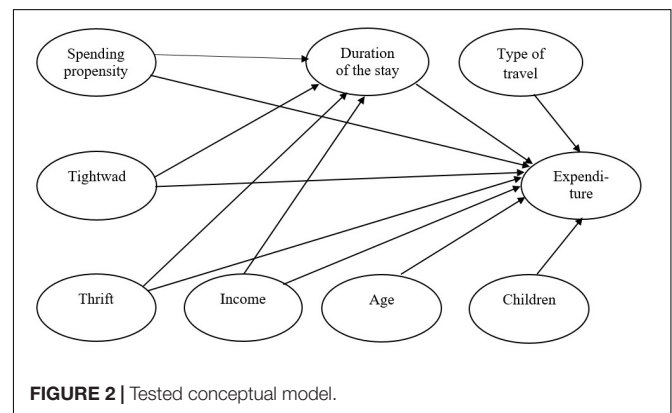 Spending
propensity
Duration
of the stay
Type of
travel
Tightwad
Expendi-
ture
Thrift
Income
Age
Children
FIGURE 2 | Tested conceptual model.